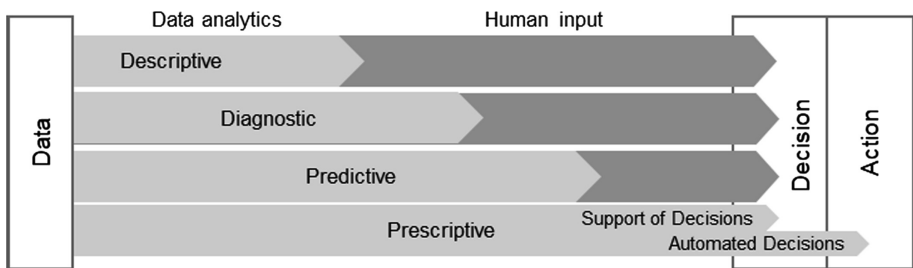 Data analytics
Human input
Data
Descriptive
Diagnostic
Predictive
Prescriptive
Support of Decisions
Automated Decisions
Decision
Action